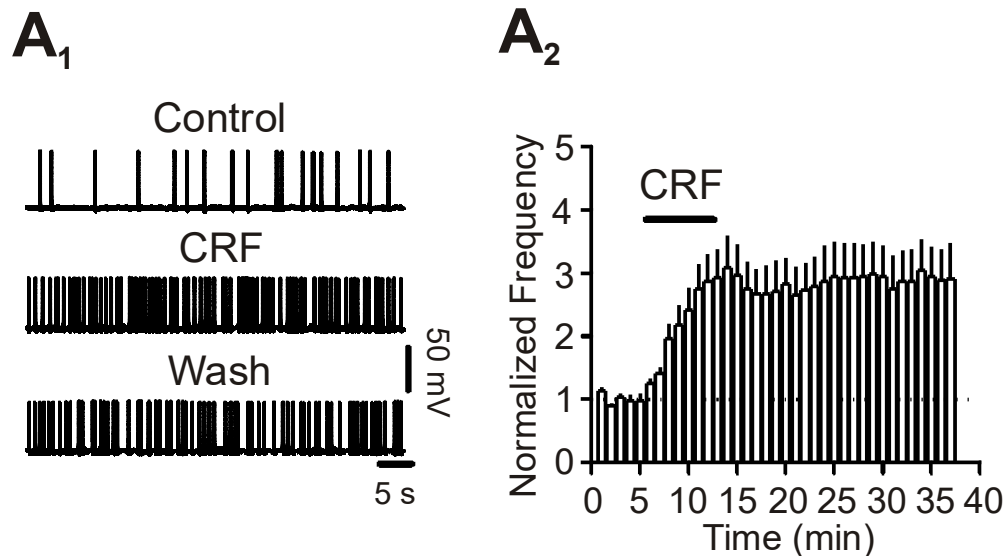 A1
Control
CRF
Wash
50 mV
5 s
A2
Normalized Frequency
5
4
3
2
1
0
CRF
0 5 10 15 20 25 30 35 40
Time (min)